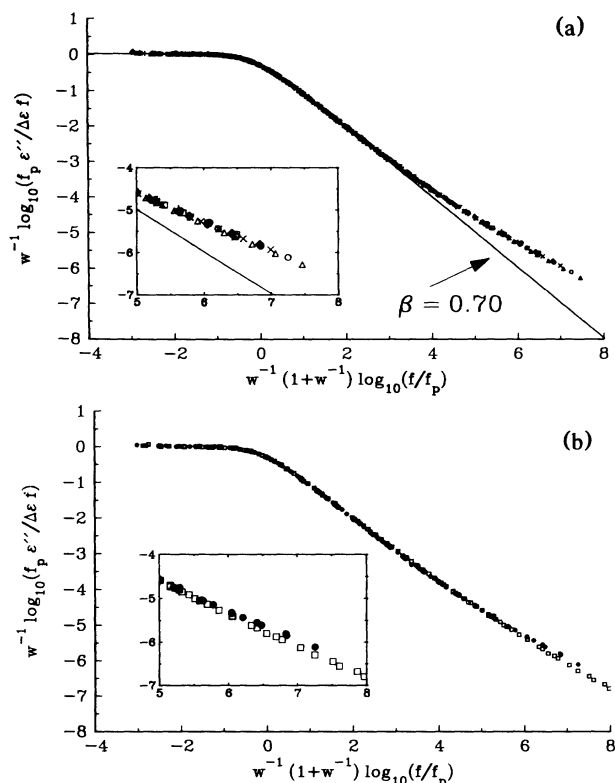 (a)
1
0
−1
−2
−3
−4
−5
−6
−7
−8
w⁻¹ log₁₀(f_p ε″/Δε f)
−4
−5
−6
−7
5 6 7 8
β = 0.70
−4 −2 0 2 4 6 8
w⁻¹ (1+w⁻¹) log₁₀(f/f_p)
(b)
1
0
−1
−2
−3
−4
−5
−6
−7
−8
w⁻¹ log₁₀(f_p ε″/Δε f)
−4
−5
−6
−7
5 6 7 8
−4 −2 0 2 4 6 8
w⁻¹ (1+w⁻¹) log₁₀(f/f_p)